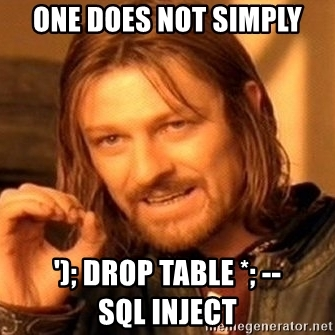 ONE DOES NOT SIMPLY
'); DROP TABLE *; --
SQL INJECT
memegenerator.net